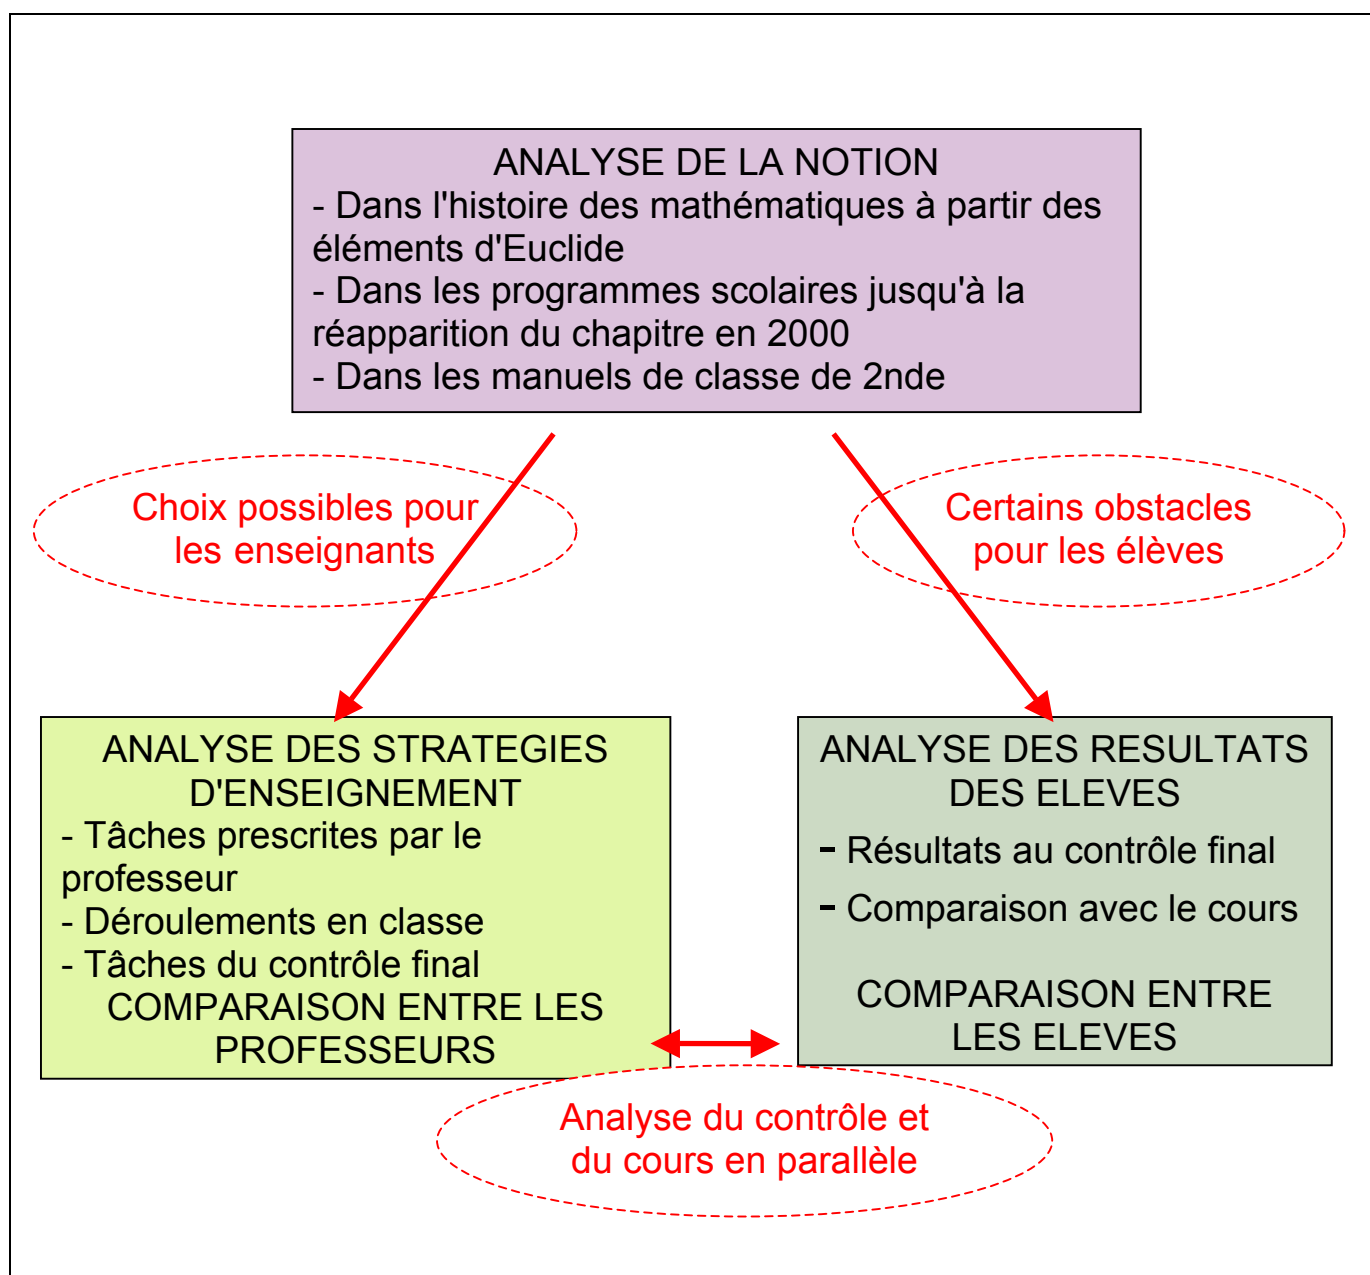 ANALYSE DE LA NOTION
- Dans l'histoire des mathématiques à partir des
éléments d'Euclide
- Dans les programmes scolaires jusqu'à la
réapparition du chapitre en 2000
- Dans les manuels de classe de 2nde
Choix possibles pour
les enseignants
Certains obstacles
pour les élèves
ANALYSE DES STRATEGIES
D'ENSEIGNEMENT
- Tâches prescrites par le
professeur
- Déroulements en classe
- Tâches du contrôle final
COMPARAISON ENTRE LES
PROFESSEURS
ANALYSE DES RESULTATS
DES ELEVES
- Résultats au contrôle final
- Comparaison avec le cours
COMPARAISON ENTRE
LES ELEVES
Analyse du contrôle et
du cours en parallèle